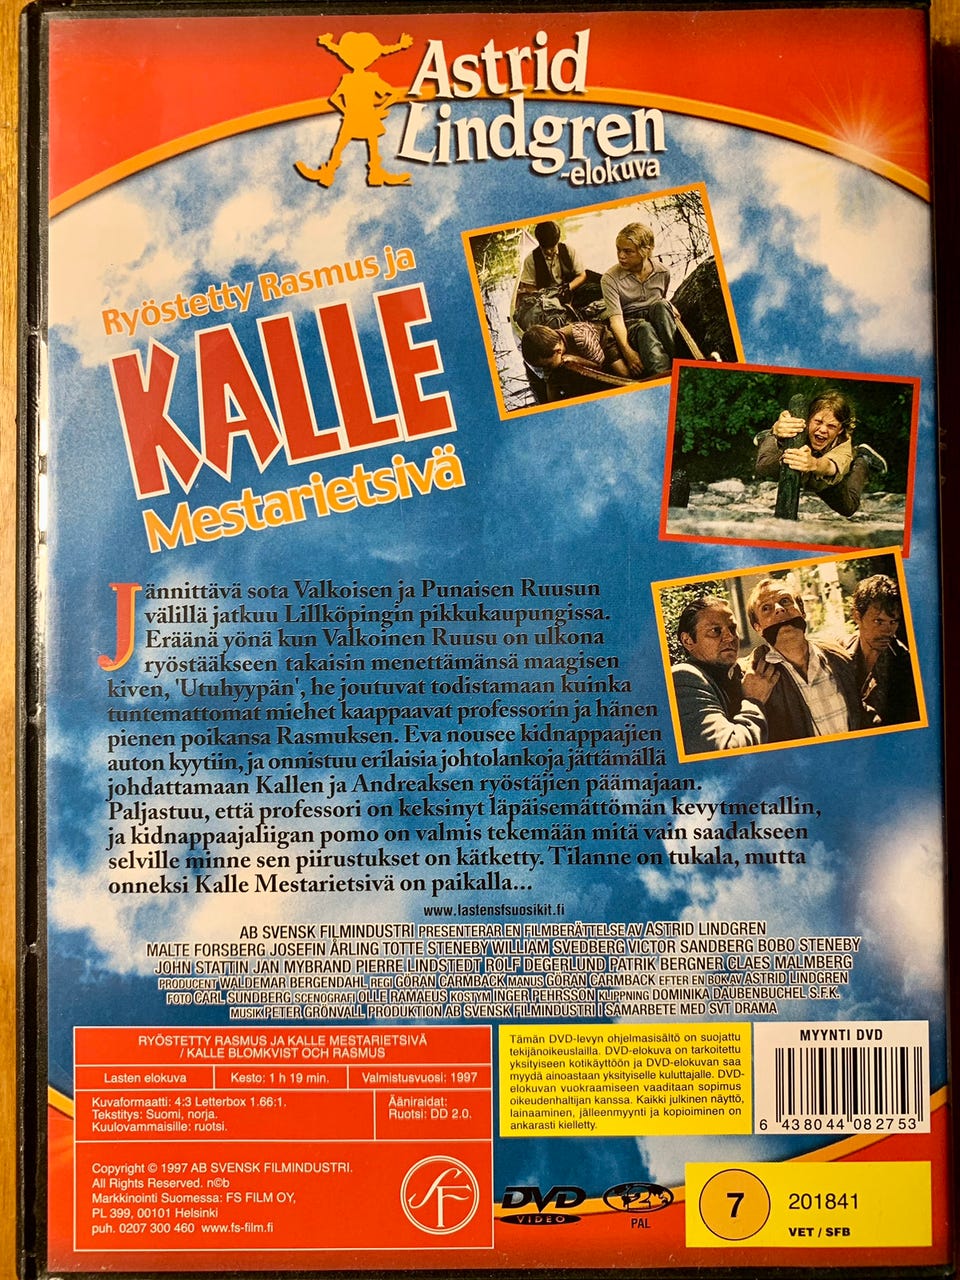 Astrid
Lindgren
-elokuva
Ryöstetty Rasmus ja
KALLE
Mestarietsivä
Jännittävä sota Valkoisen ja Punaisen Ruusun
välillä jatkuu Lillköpingin pikkukaupungissa.
Eräänä yönä kun Valkoinen Ruusu on ulkona
ryöstääkseen takaisin menettämänsä maagisen
kiven, 'Utuhyypän', he joutuvat todistamaan kuinka
tuntemattomat miehet kaappaavat professorin ja hänen
pienen poikansa Rasmuksen. Eva nousee kidnappaajien
auton kyytiin, ja onnistuu erilaisia johtolankoja jättämällä
johdattamaan Kallen ja Andreaksen ryöstäjien päämajaan.
Paljastuu, että professori on keksinyt läpäisemättömän kevytmetallin,
ja kidnappaajaliigan pomo on valmis tekemään mitä vain saadakseen
selville minne sen piirustukset on kätketty. Tilanne on tukala, mutta
onneksi Kalle Mestarietsivä on paikalla...
www.lastensfsuosikit.fi
AB SVENSK FILMINDUSTRI PRESENTERAR EN FILMBERÄTTELSE AV ASTRID LINDGREN
MALTE FORSBERG JOSEFIN ÅRLING TOTTE STENEBY WILLIAM SVEDBERG VICTOR SANDBERG BOBO STENEBY
JOHN STATTIN JAN MYBRAND PIERRE LINDSTEDT ROLF DEGERLUND PATRIK BERGNER CLAES MALMBERG
PRODUCENT WALDEMAR BERGENDAHL REGI GÖRAN CARMBACK MANUS GÖRAN CARMBACK EFTER EN BOK AV ASTRID LINDGREN
FOTO CARL SUNDBERG SCENOGRAFI OLLE RAMAEUS KOSTYM INGER PEHRSSON KLIPPNING DOMINIKA DAUBENBUCHEL S.F.K.
MUSIK PETER GRÖNVALL PRODUKTION AB SVENSK FILMINDUSTRI I SAMARBETE MED SVT DRAMA
RYÖSTETTY RASMUS JA KALLE MESTARIETSIVÄ
/ KALLE BLOMKVIST OCH RASMUS
Lasten elokuva
Kesto: 1 h 19 min.
Valmistusvuosi: 1997
Kuvaformaatti: 4:3 Letterbox 1.66:1.
Tekstitys: Suomi, norja.
Kuulovammaisille: ruotsi.
Ääniraidat:
Ruotsi: DD 2.0.
Copyright © 1997 AB SVENSK FILMINDUSTRI.
All Rights Reserved. n©b
Markkinointi Suomessa: FS FILM OY,
PL 399, 00101 Helsinki
puh. 0207 300 460 www.fs-film.fi
SF
Tämän DVD-levyn ohjelmasisältö on suojattu
tekijänoikeuslailla. DVD-elokuva on tarkoitettu
yksityiseen kotikäyttöön ja DVD-elokuvan saa
myydä ainoastaan yksityiselle kuluttajalle. DVD-
elokuvan vuokraamiseen vaaditaan sopimus
oikeudenhaltijan kanssa. Kaikki julkinen näyttö,
lainaaminen, jälleenmyynti ja kopioiminen on
ankarasti kielletty.
MYYNTI DVD
6 438044 082753
DVD
VIDEO
2
PAL
7
201841
VET / SFB